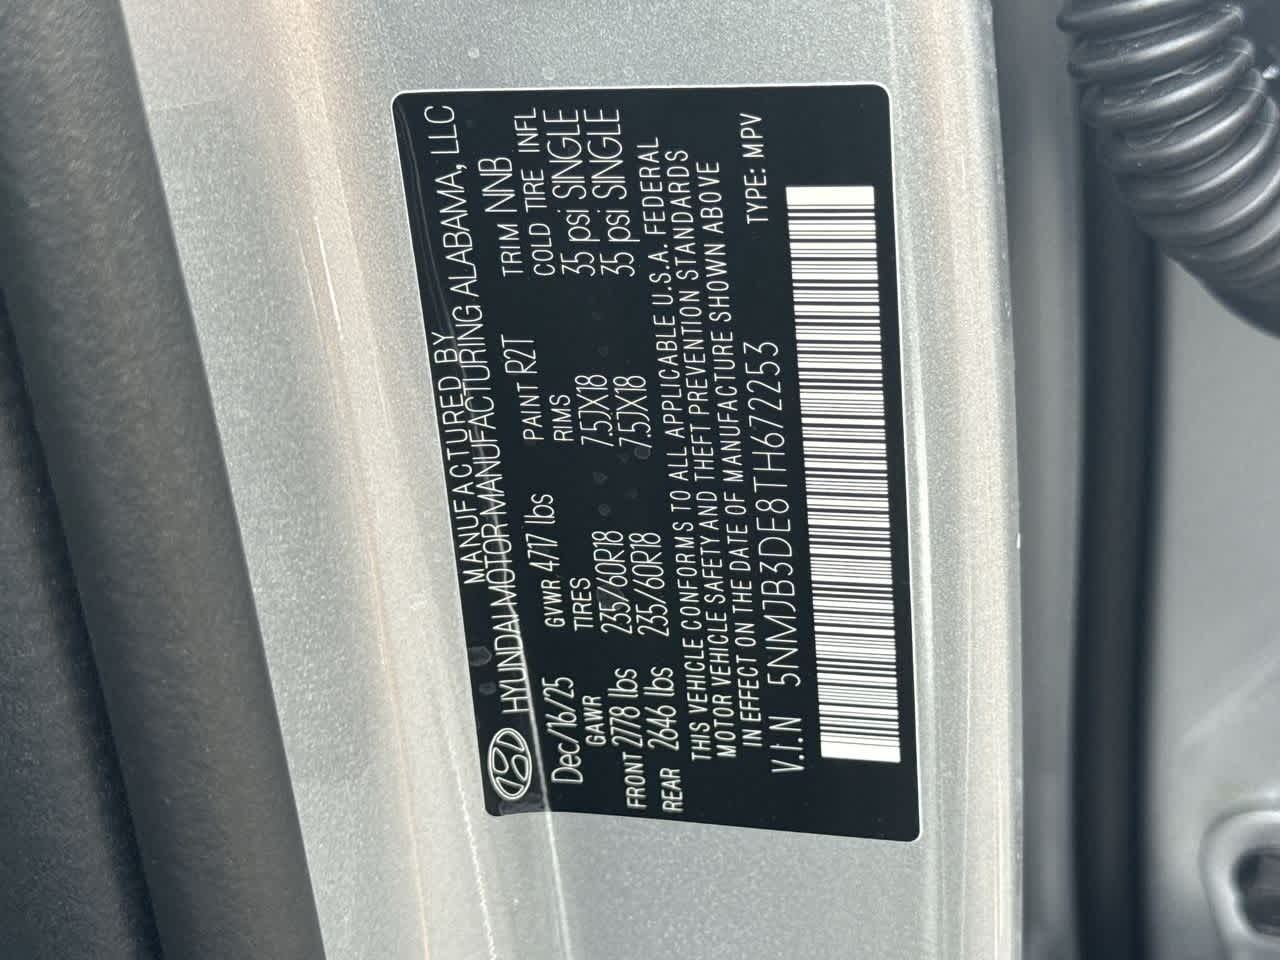 MANUFACTURED BY
HYUNDAI MOTOR MANUFACTURING ALABAMA, LLC
Dec/16/25 GVWR 4717 lbs PAINT R2T TRIM NNB
GAWR TIRES RIMS COLD TIRE INFL
FRONT 2778 lbs 235/60R18 7.5JX18 35 psi SINGLE
REAR 2646 lbs 235/60R18 7.5JX18 35 psi SINGLE
THIS VEHICLE CONFORMS TO ALL APPLICABLE U.S.A. FEDERAL
MOTOR VEHICLE SAFETY AND THEFT PREVENTION STANDARDS
IN EFFECT ON THE DATE OF MANUFACTURE SHOWN ABOVE
V.I.N 5NMJB3DE8TH672253 TYPE: MPV